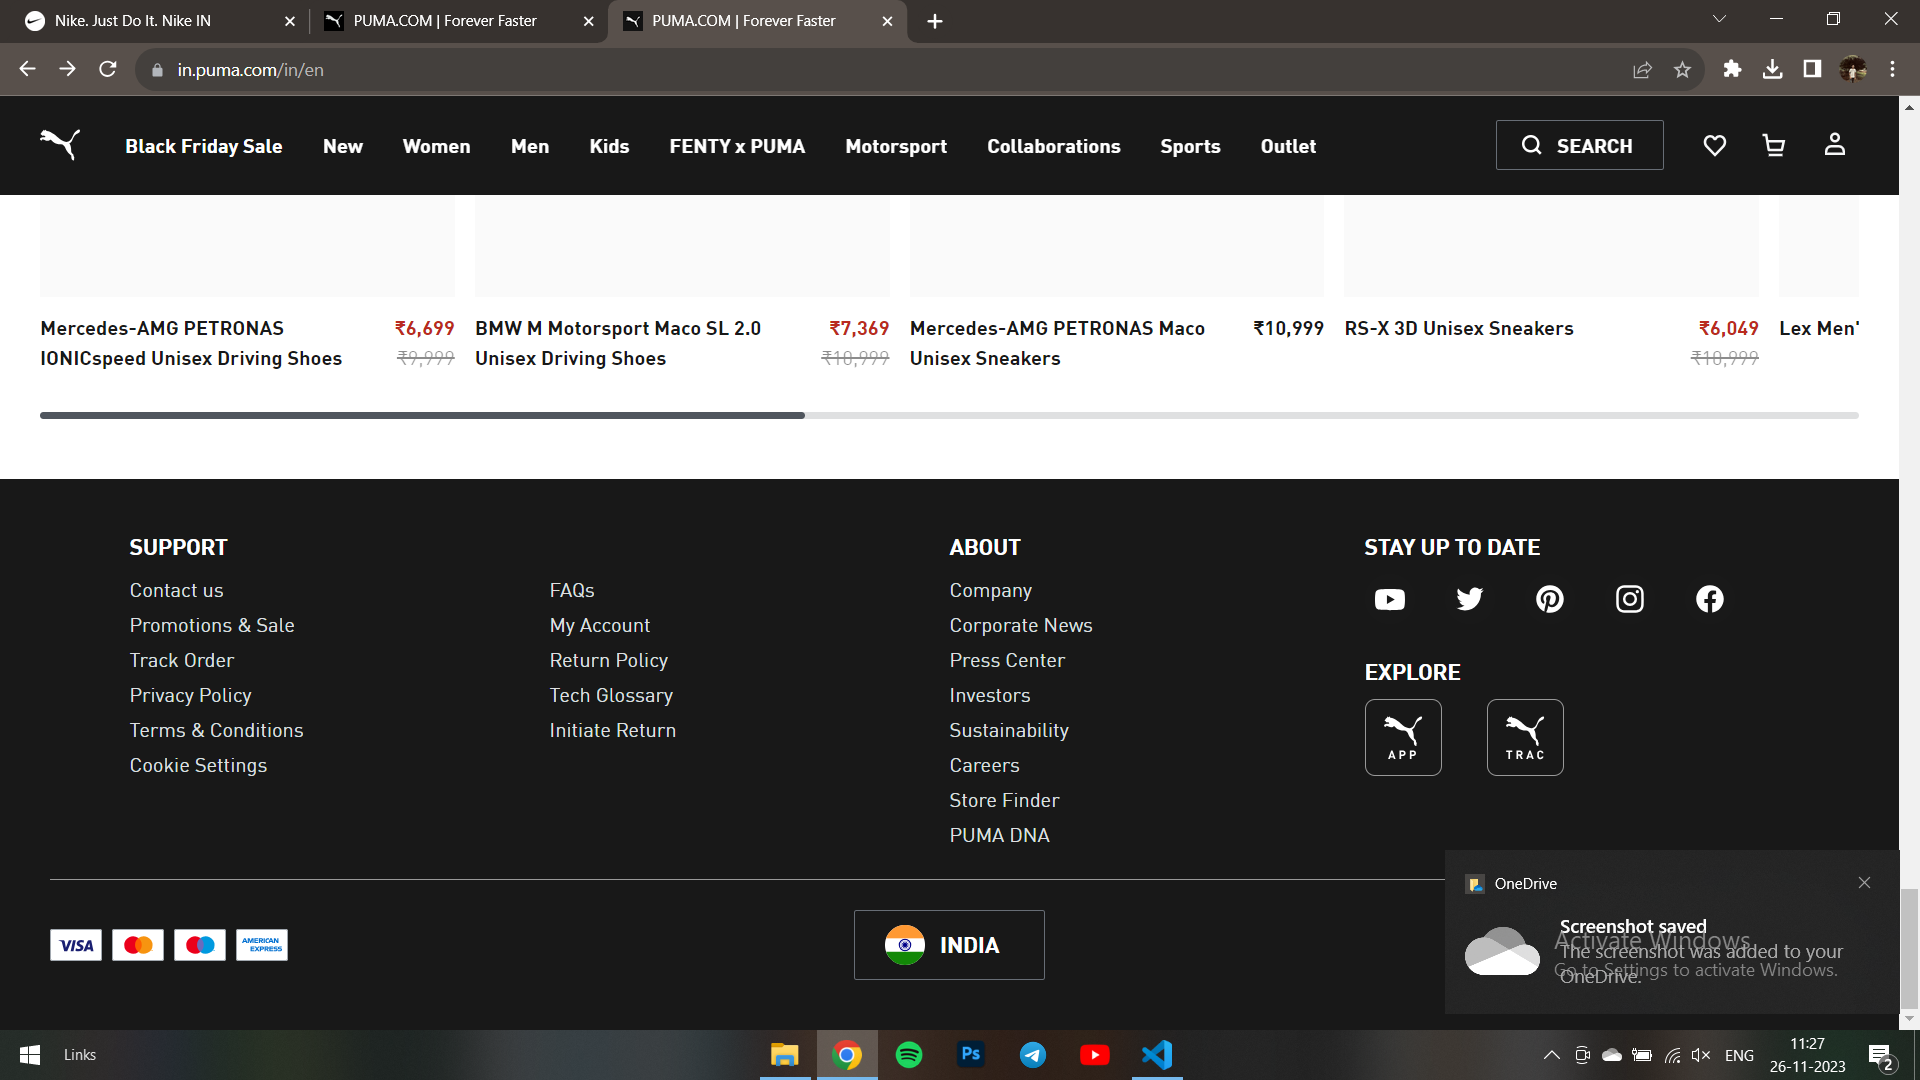 Nike. Just Do It. Nike IN
PUMA.COM | Forever Faster
PUMA.COM | Forever Faster
in.puma.com/in/en
Black Friday Sale
New
Women
Men
Kids
FENTY x PUMA
Motorsport
Collaborations
Sports
Outlet
SEARCH
Mercedes-AMG PETRONAS
IONICspeed Unisex Driving Shoes
₹6,699
₹9,999
BMW M Motorsport Maco SL 2.0
Unisex Driving Shoes
₹7,369
₹10,999
Mercedes-AMG PETRONAS Maco
Unisex Sneakers
₹10,999
RS-X 3D Unisex Sneakers
₹6,049
₹10,999
Lex Men'
SUPPORT
Contact us
Promotions & Sale
Track Order
Privacy Policy
Terms & Conditions
Cookie Settings
FAQs
My Account
Return Policy
Tech Glossary
Initiate Return
ABOUT
Company
Corporate News
Press Center
Investors
Sustainability
Careers
Store Finder
PUMA DNA
STAY UP TO DATE
EXPLORE
APP
TRAC
VISA
AMERICAN
EXPRESS
INDIA
OneDrive
Screenshot saved
The screenshot was added to your
OneDrive.
Activate Windows
Go to Settings to activate Windows.
Links
Ps
ENG
11:27
26-11-2023
2